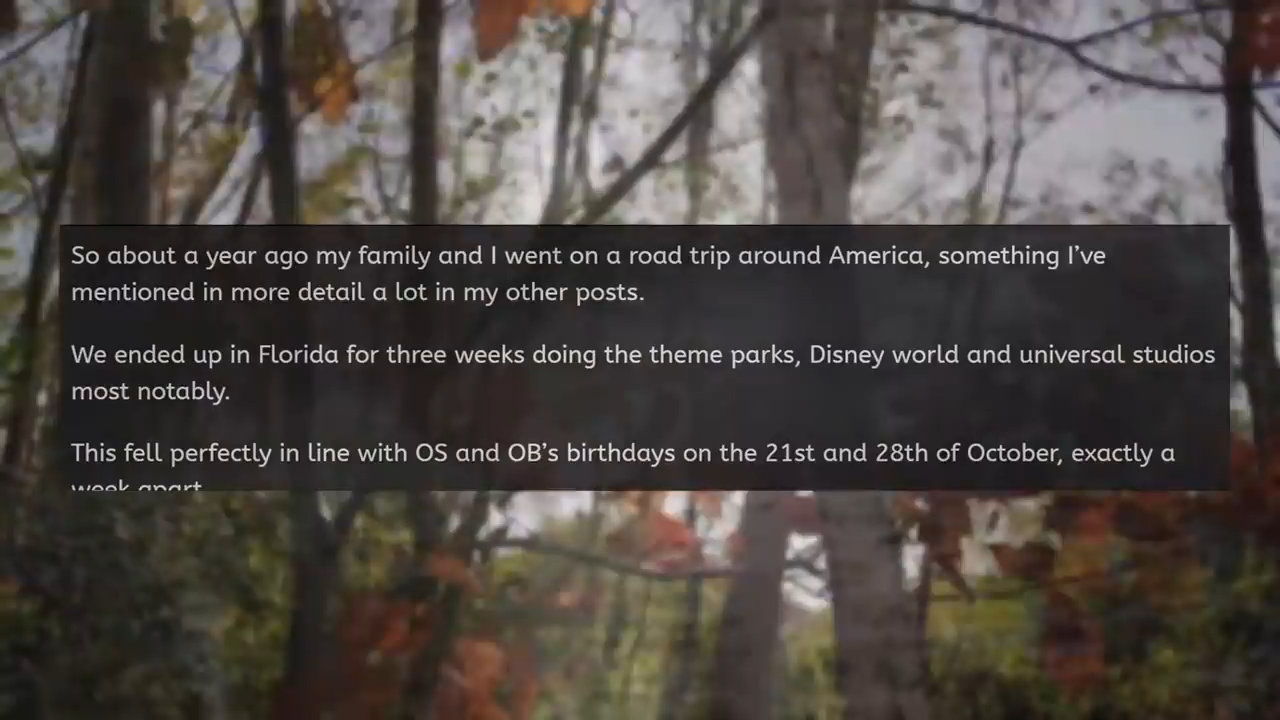 So about a year ago my family and I went on a road trip around America, something I’ve
mentioned in more detail a lot in my other posts.
We ended up in Florida for three weeks doing the theme parks, Disney world and universal studios
most notably.
This fell perfectly in line with OS and OB’s birthdays on the 21st and 28th of October, exactly a
week apart